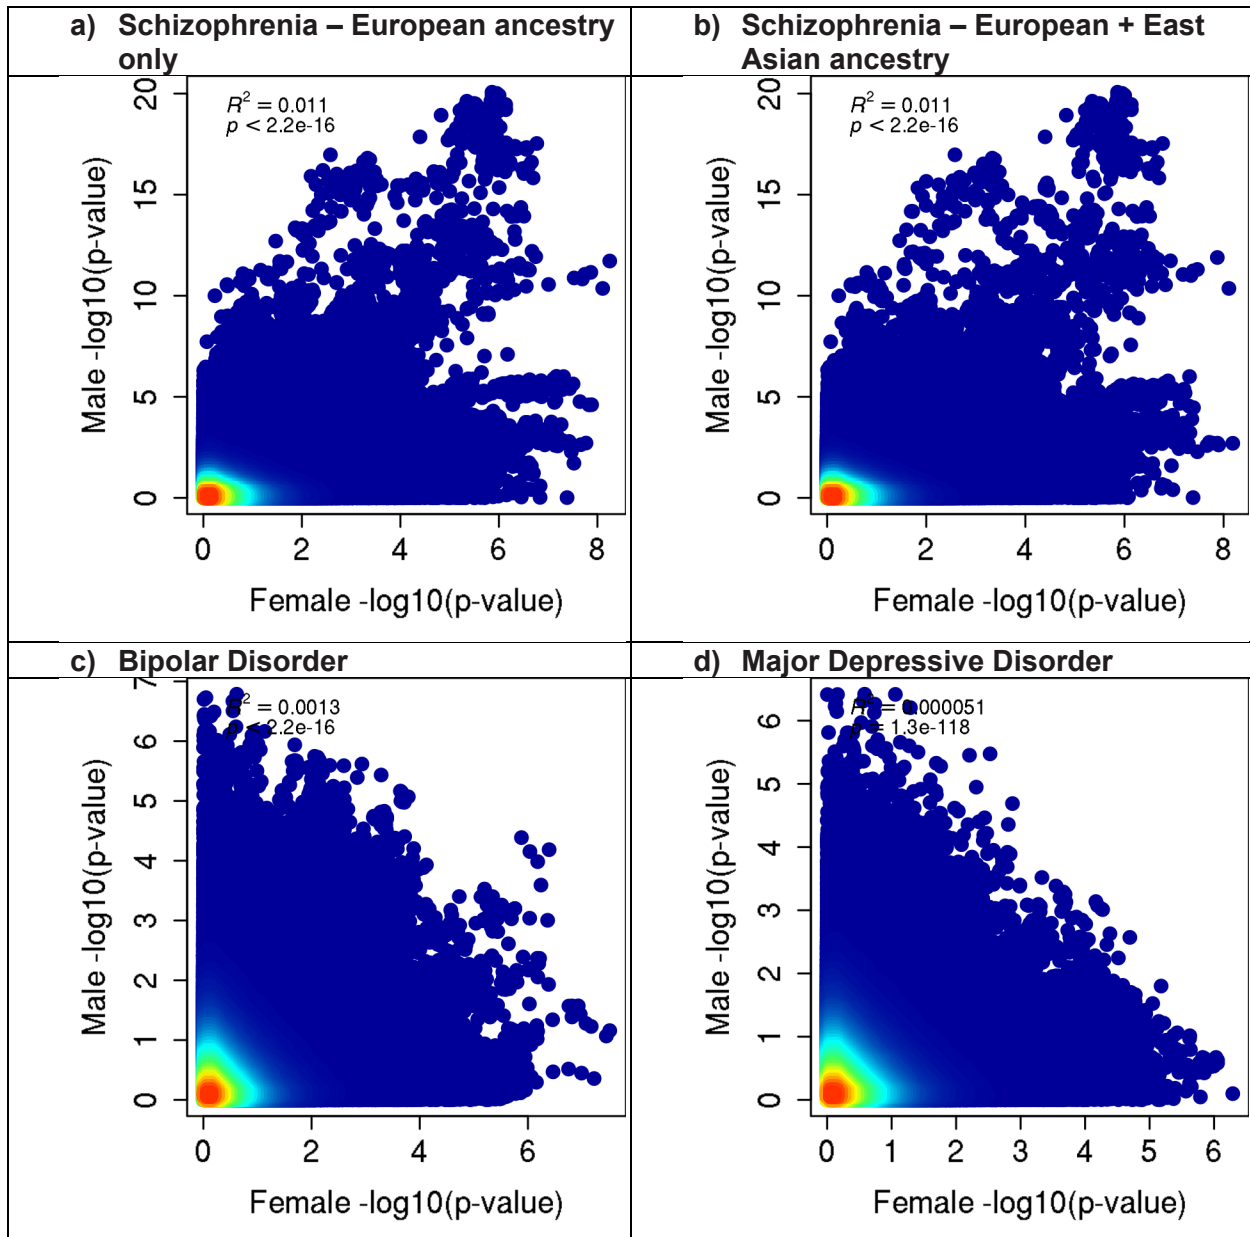 a) Schizophrenia – European ancestry
only
R² = 0.011
p < 2.2e-16
Male -log10(p-value)
20
15
10
5
0
0 2 4 6 8
Female -log10(p-value)
b) Schizophrenia – European + East
Asian ancestry
R² = 0.011
p < 2.2e-16
Male -log10(p-value)
20
15
10
5
0
0 2 4 6 8
Female -log10(p-value)
c) Bipolar Disorder
R² = 0.0013
p < 2.2e-16
Male -log10(p-value)
7
6
5
4
3
2
1
0
0 2 4 6
Female -log10(p-value)
d) Major Depressive Disorder
R² = 0.000051
p = 1.3e-118
Male -log10(p-value)
6
5
4
3
2
1
0
0 1 2 3 4 5 6
Female -log10(p-value)